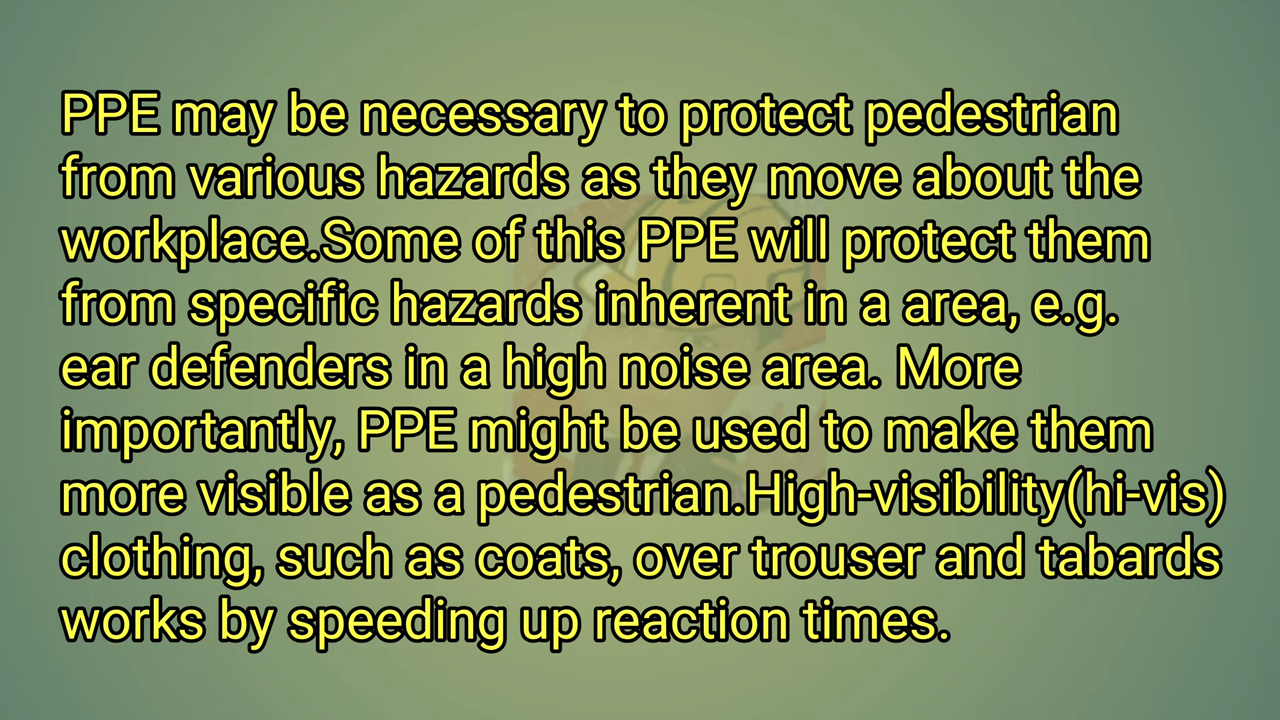 PPE may be necessary to protect pedestrian
from various hazards as they move about the
workplace.Some of this PPE will protect them
from specific hazards inherent in a area, e.g.
ear defenders in a high noise area. More
importantly, PPE might be used to make them
more visible as a pedestrian.High-visibility(hi-vis)
clothing, such as coats, over trouser and tabards
works by speeding up reaction times.